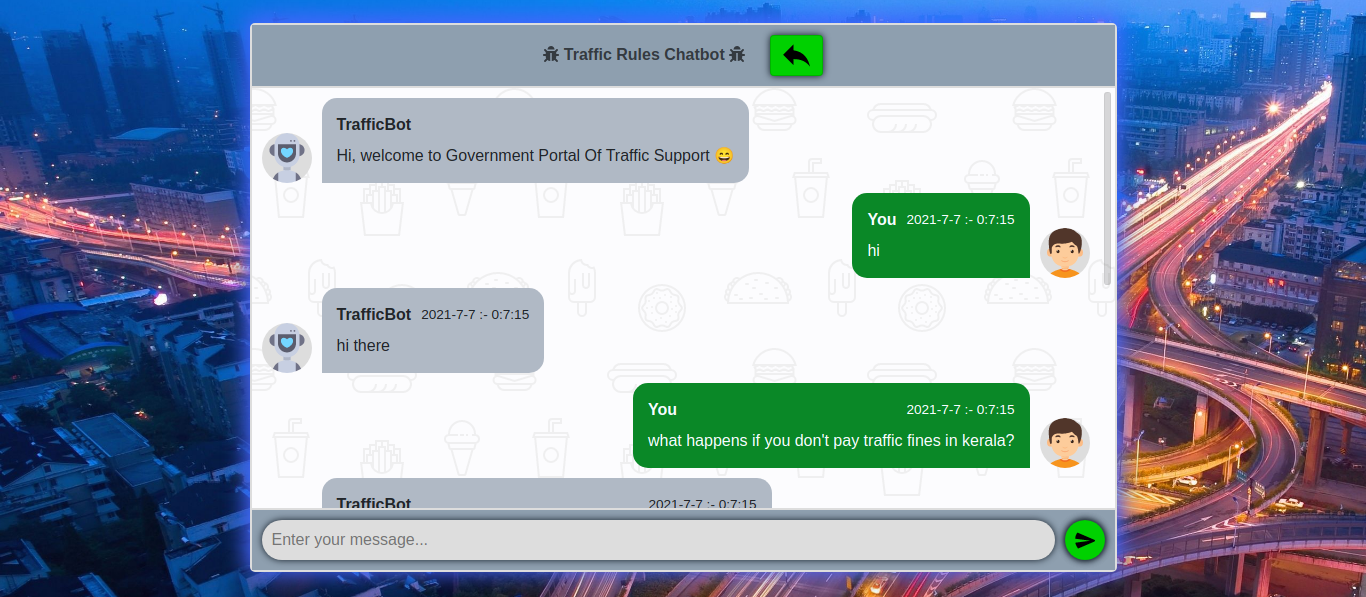 Traffic Rules Chatbot
TrafficBot
Hi, welcome to Government Portal Of Traffic Support 😄
You 2021-7-7 :- 0:7:15
hi
TrafficBot 2021-7-7 :- 0:7:15
hi there
You 2021-7-7 :- 0:7:15
what happens if you don't pay traffic fines in kerala?
TrafficBot 2021-7-7 :- 0:7:15
Enter your message...